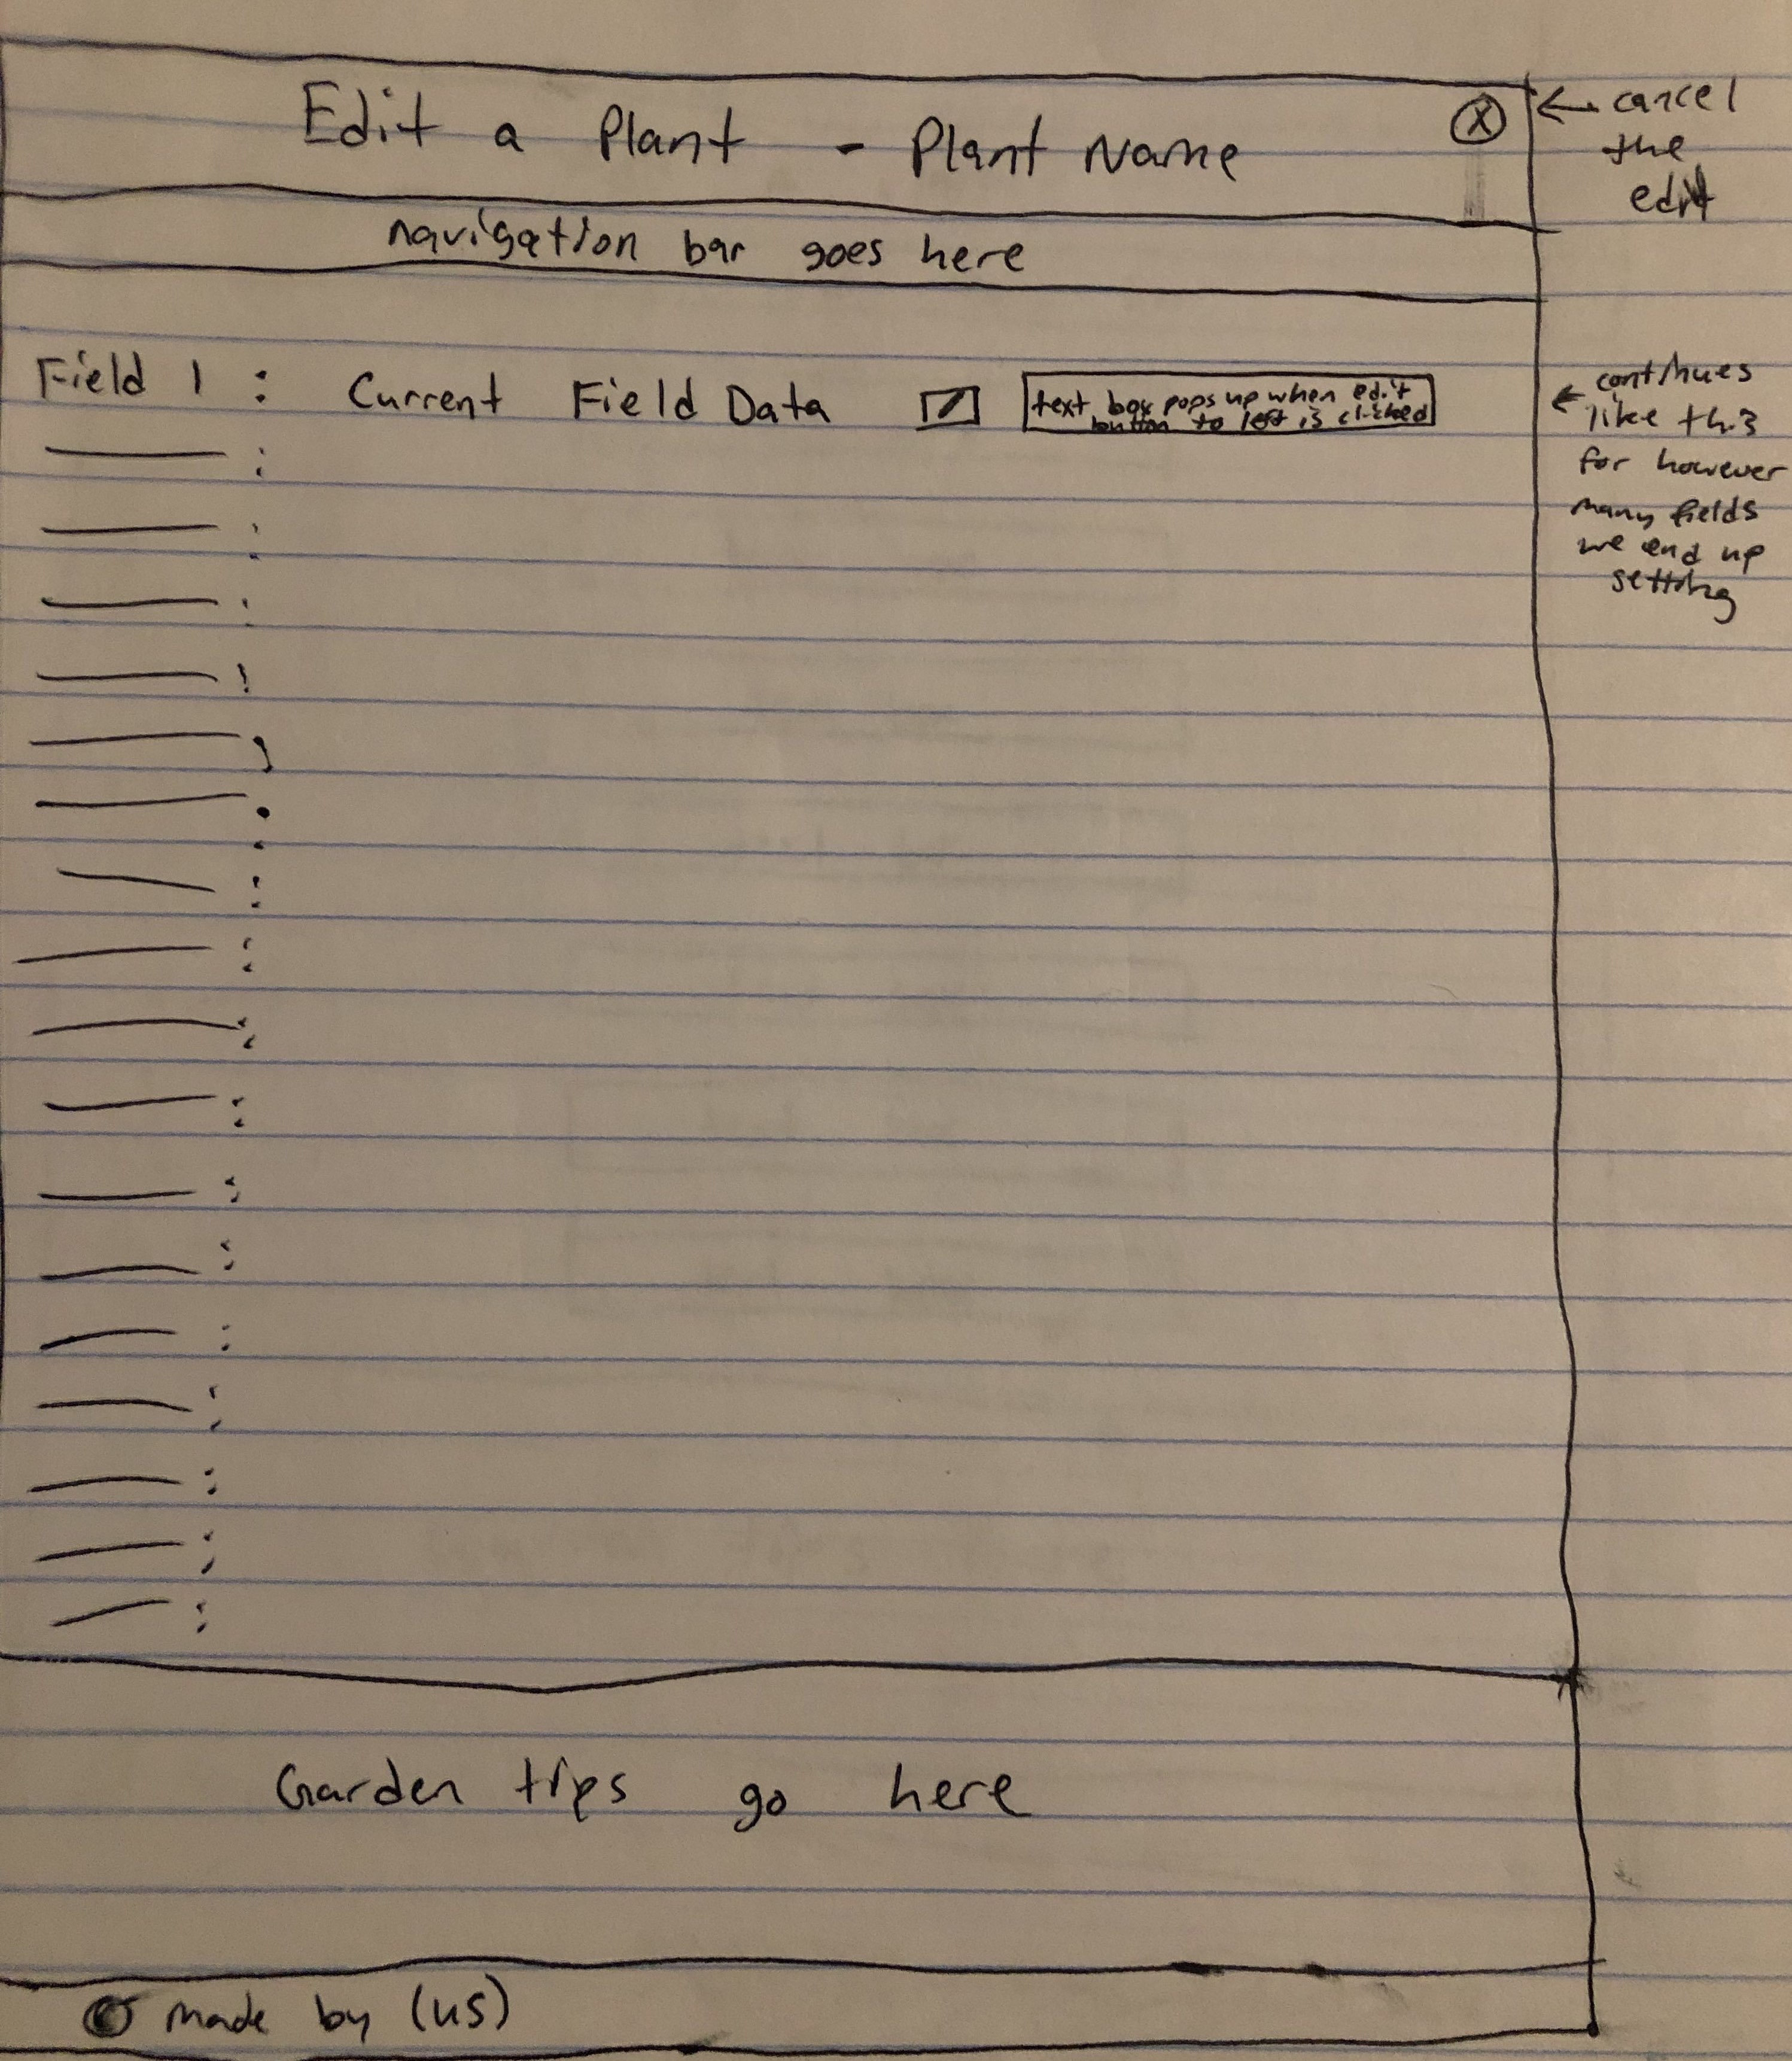 Edit a Plant - Plant Name
X
← cancel
the
edit
navigation bar goes here
Field 1 : Current Field Data
text box pops up when edit
button to left is clicked
← continues
like this
for however
many fields
we end up
setting
Garden tips go here
© made by (us)